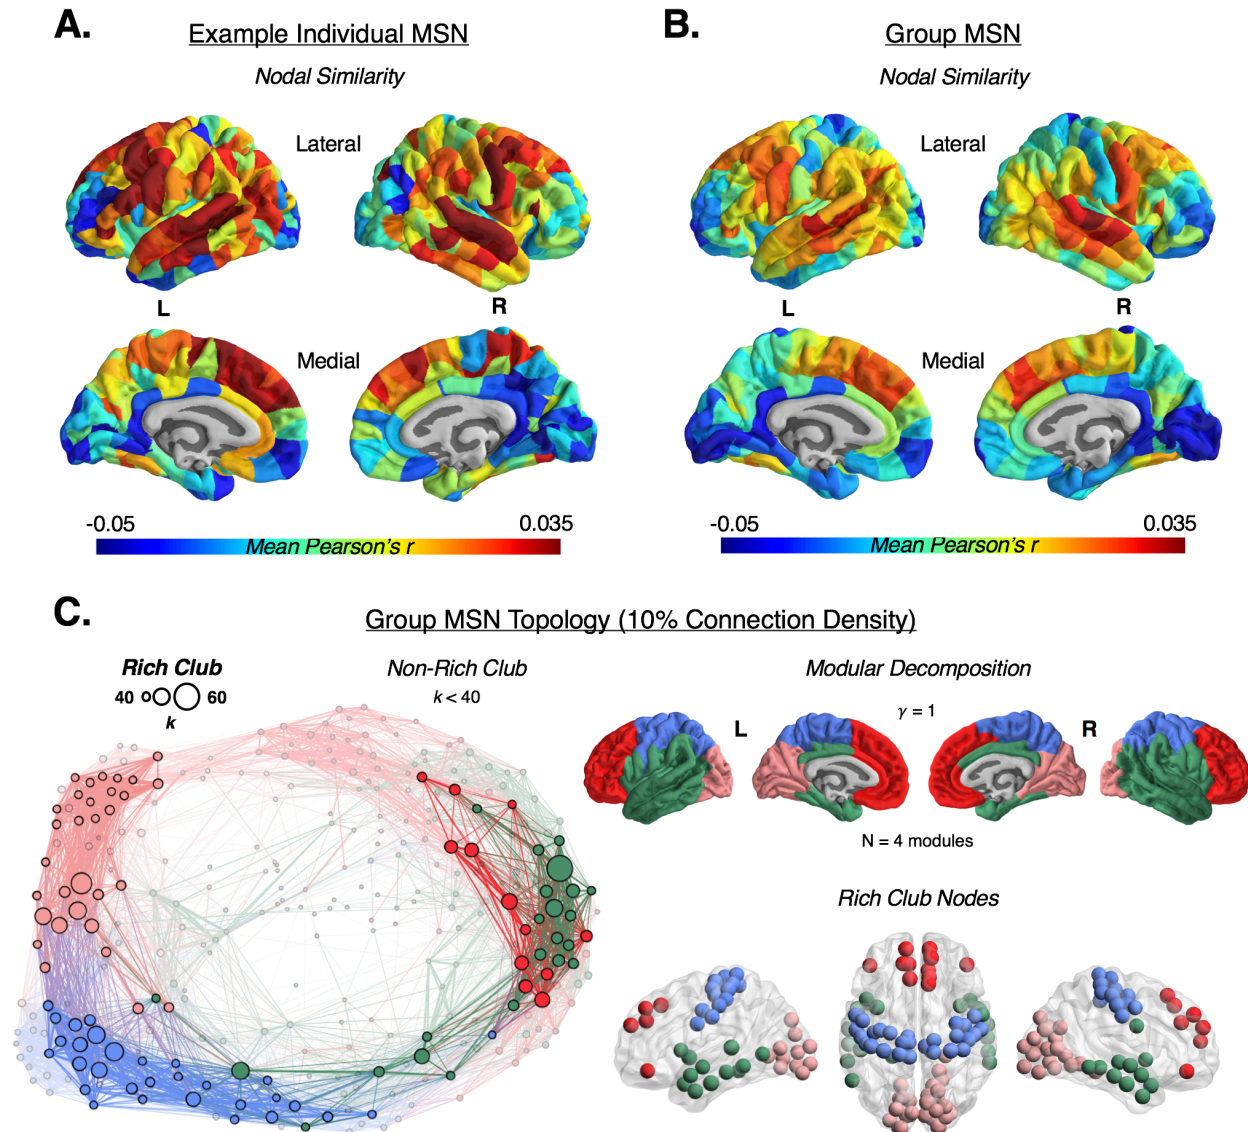 A.
Example Individual MSN
Nodal Similarity
Lateral
L
R
Medial
-0.05
0.035
Mean Pearson's r
B.
Group MSN
Nodal Similarity
Lateral
L
R
Medial
-0.05
0.035
Mean Pearson's r
C.
Group MSN Topology (10% Connection Density)
Rich Club
40
60
k
Non-Rich Club
k < 40
Modular Decomposition
γ = 1
L
R
N = 4 modules
Rich Club Nodes